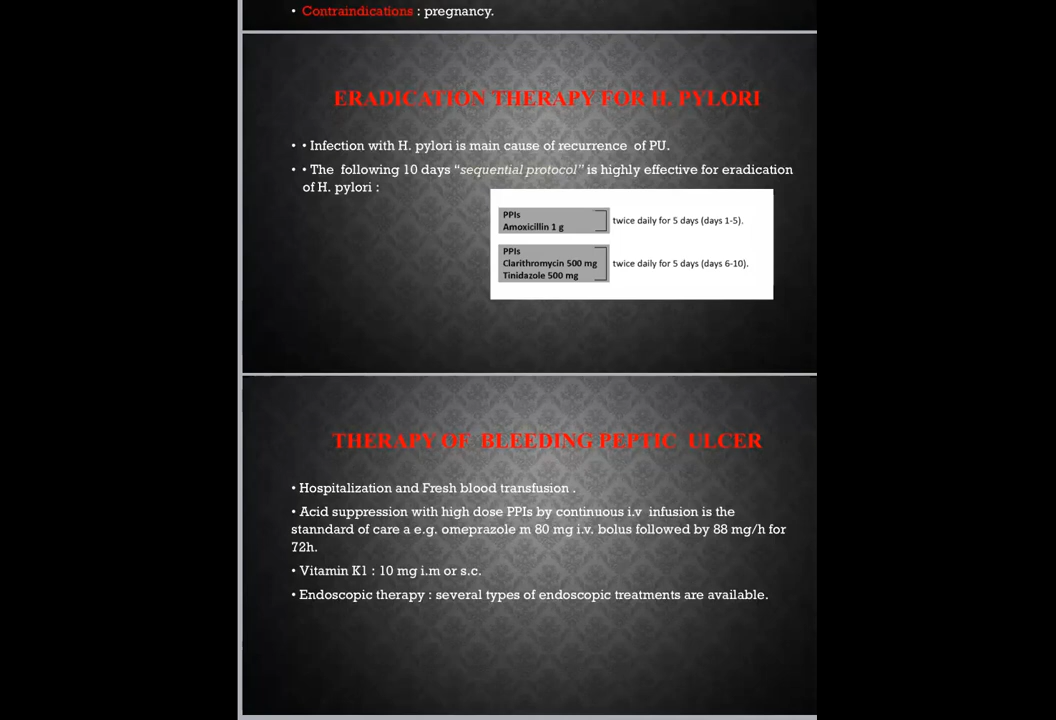 • Contraindications : pregnancy.
ERADICATION THERAPY FOR H. PYLORI
• • Infection with H. pylori is main cause of recurrence of PU.
• • The following 10 days “sequential protocol” is highly effective for eradication
of H. pylori :
PPIs
Amoxicillin 1 g
twice daily for 5 days (days 1-5).
PPIs
Clarithromycin 500 mg
Tinidazole 500 mg
twice daily for 5 days (days 6-10).
THERAPY OF BLEEDING PEPTIC ULCER
• Hospitalization and Fresh blood transfusion .
• Acid suppression with high dose PPIs by continuous i.v infusion is the
stanndard of care a e.g. omeprazole m 80 mg i.v. bolus followed by 88 mg/h for
72h.
• Vitamin K1 : 10 mg i.m or s.c.
• Endoscopic therapy : several types of endoscopic treatments are available.